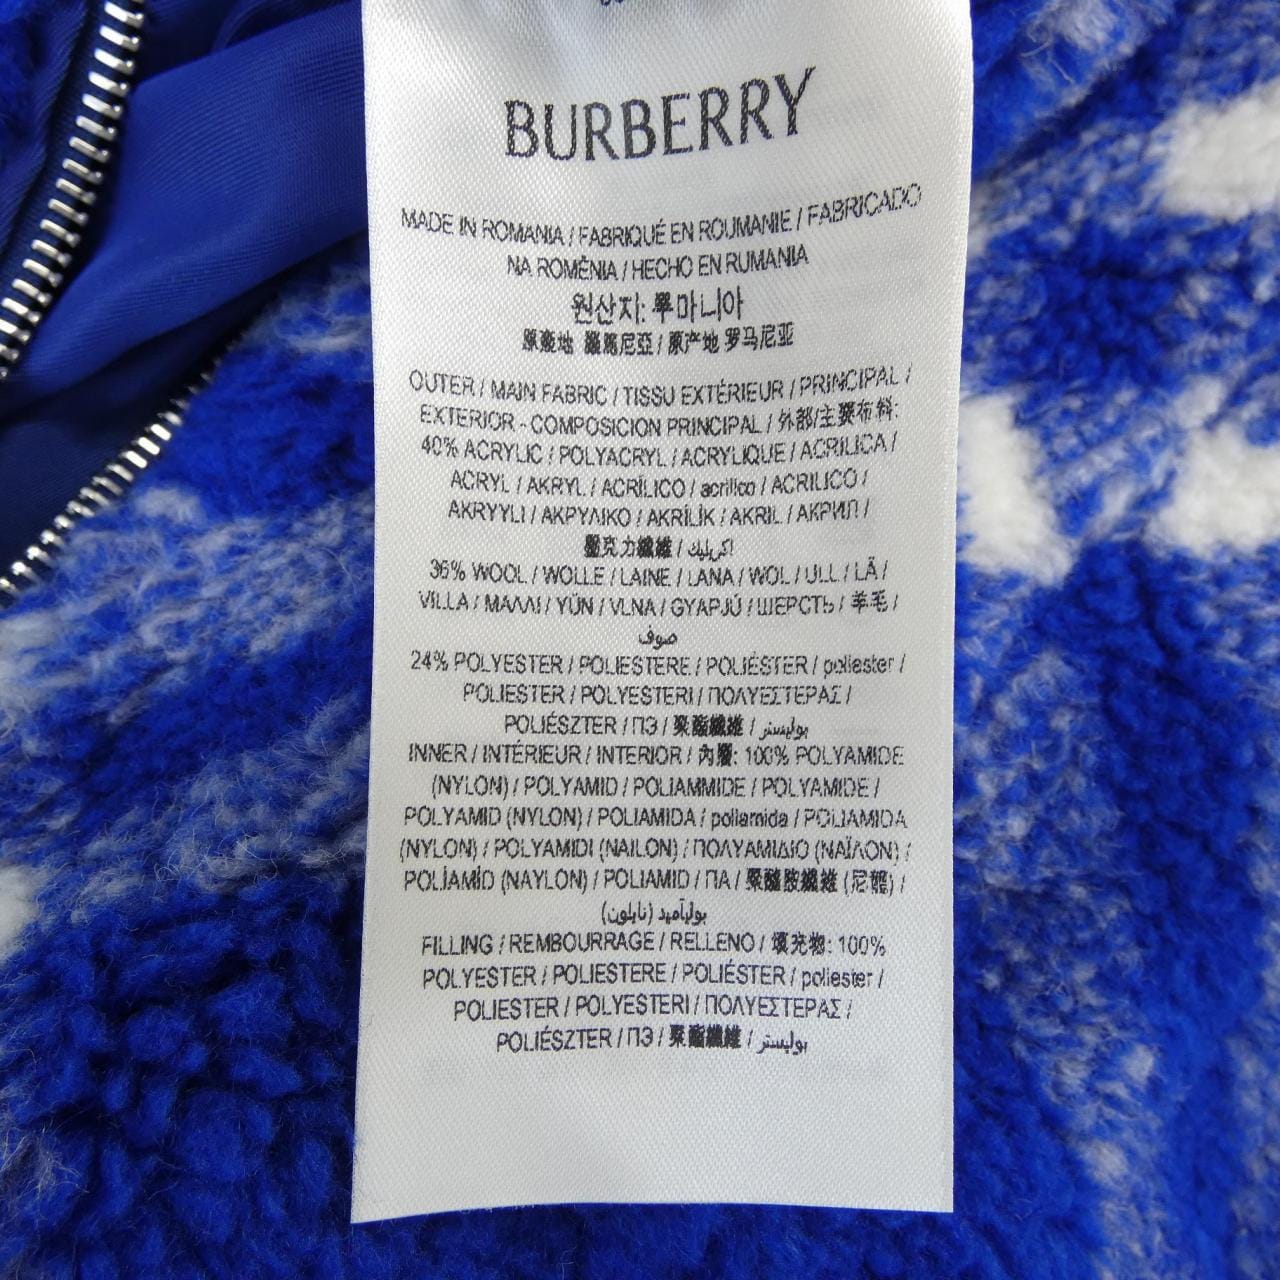 BURBERRY
MADE IN ROMANIA / FABRIQUÉ EN ROUMANIE / FABRICADO
NA ROMÉNIA / HECHO EN RUMANIA
원산지: 루마니아
原產地 羅馬尼亞 / 原产地 罗马尼亚
OUTER / MAIN FABRIC / TISSU EXTÉRIEUR / PRINCIPAL /
EXTERIOR - COMPOSICION PRINCIPAL / 外部/主要布料:
40% ACRYLIC / POLYACRYL / ACRYLIQUE / ACRILICA /
ACRYL / AKRYL / ACRÍLICO / acrilico / ACRILICO /
AKRYYLI / ΑΚΡΥΛΙΚΟ / AKRİLİK / AKRIL / АКРИЛ /
壓克力纖維 / اكريليك
36% WOOL / WOLLE / LAINE / LANA / WOL / ULL / LÃ /
VILLA / ΜΑΛΛΙ / YÜN / VLNA / GYAPJÚ / ШЕРСТЬ / 羊毛 /
صوف
24% POLYESTER / POLIESTERE / POLIÉSTER / poliester /
POLIESTER / POLYESTERI / ΠΟΛΥΕΣΤΕΡΑΣ /
POLIÉSZTER / ПЭ / 聚酯纖維 / بوليستر
INNER / INTÉRIEUR / INTERIOR / 內層: 100% POLYAMIDE
(NYLON) / POLYAMID / POLIAMMIDE / POLYAMIDE /
POLYAMID (NYLON) / POLIAMIDA / poliamida / POLIAMIDA
(NYLON) / POLYAMIDI (NAILON) / ΠΟΛΥΑΜΙΔΙΟ (ΝΑΪΛΟΝ) /
POLİAMİD (NAYLON) / POLIAMID / ПА / 聚醯胺纖維 (尼龍) /
بوليآميد (نايلون)
FILLING / REMBOURRAGE / RELLENO / 填充物: 100%
POLYESTER / POLIESTERE / POLIÉSTER / poliester /
POLIESTER / POLYESTERI / ΠΟΛΥΕΣΤΕΡΑΣ /
POLIÉSZTER / ПЭ / 聚酯纖維 / بوليستر